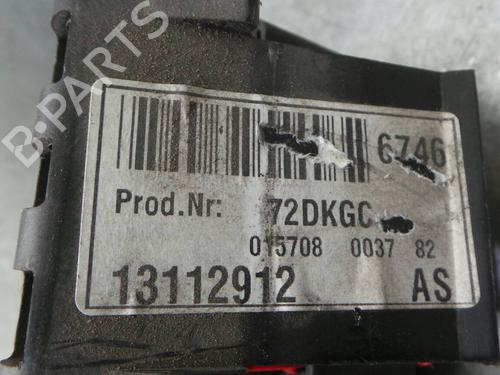 B-PARTS
6746
Prod.Nr: 72DKGC
015708 0037 82
13112912 AS